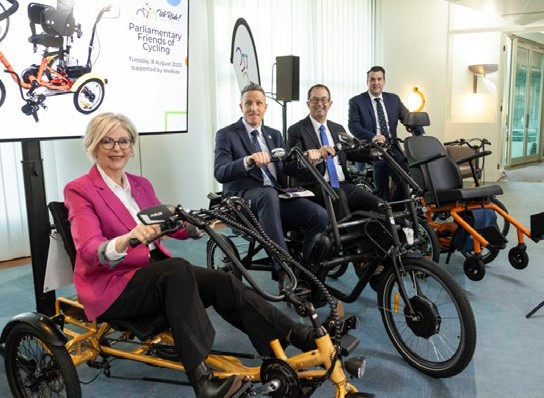 We Ride!
Parliamentary
Friends of
Cycling
Tuesday, 8 August 2023
supported by WeRide